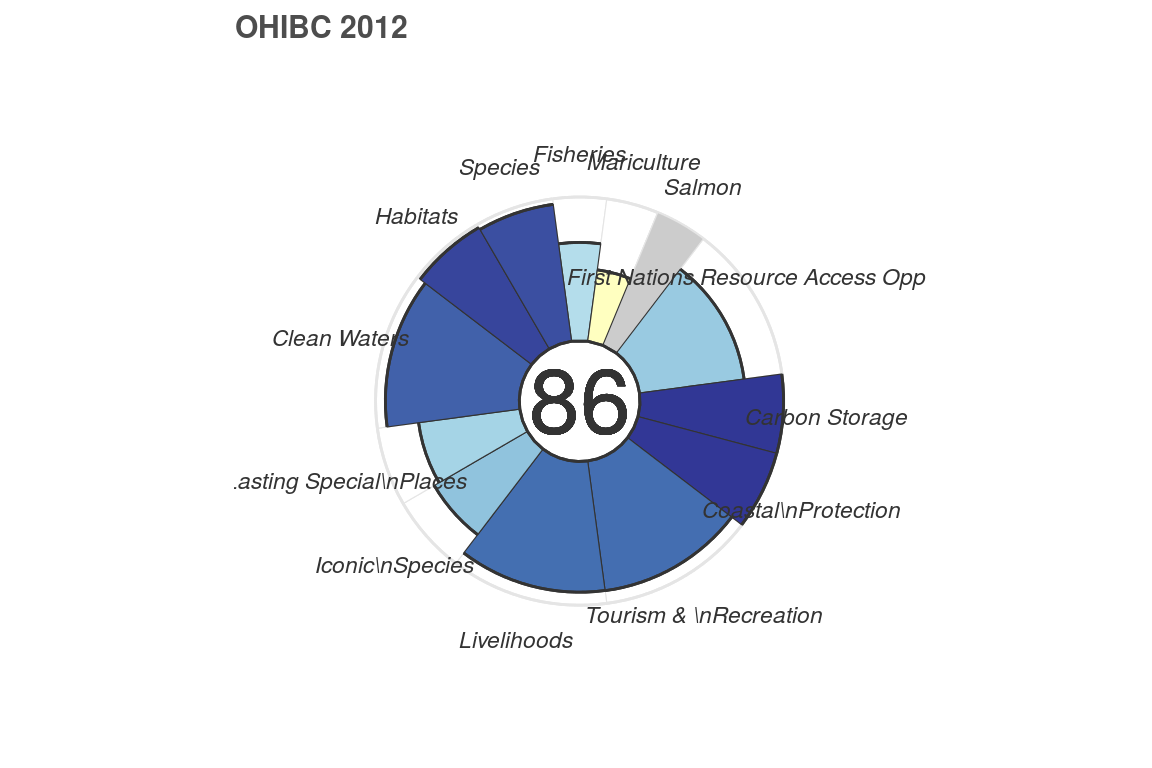 OHIBC 2012
Fisheries
Mariculture
Species
Salmon
Habitats
First Nations Resource Access Opp
Clean Waters
86
Carbon Storage
.asting Special\nPlaces
Coastal\nProtection
Iconic\nSpecies
Tourism & \nRecreation
Livelihoods